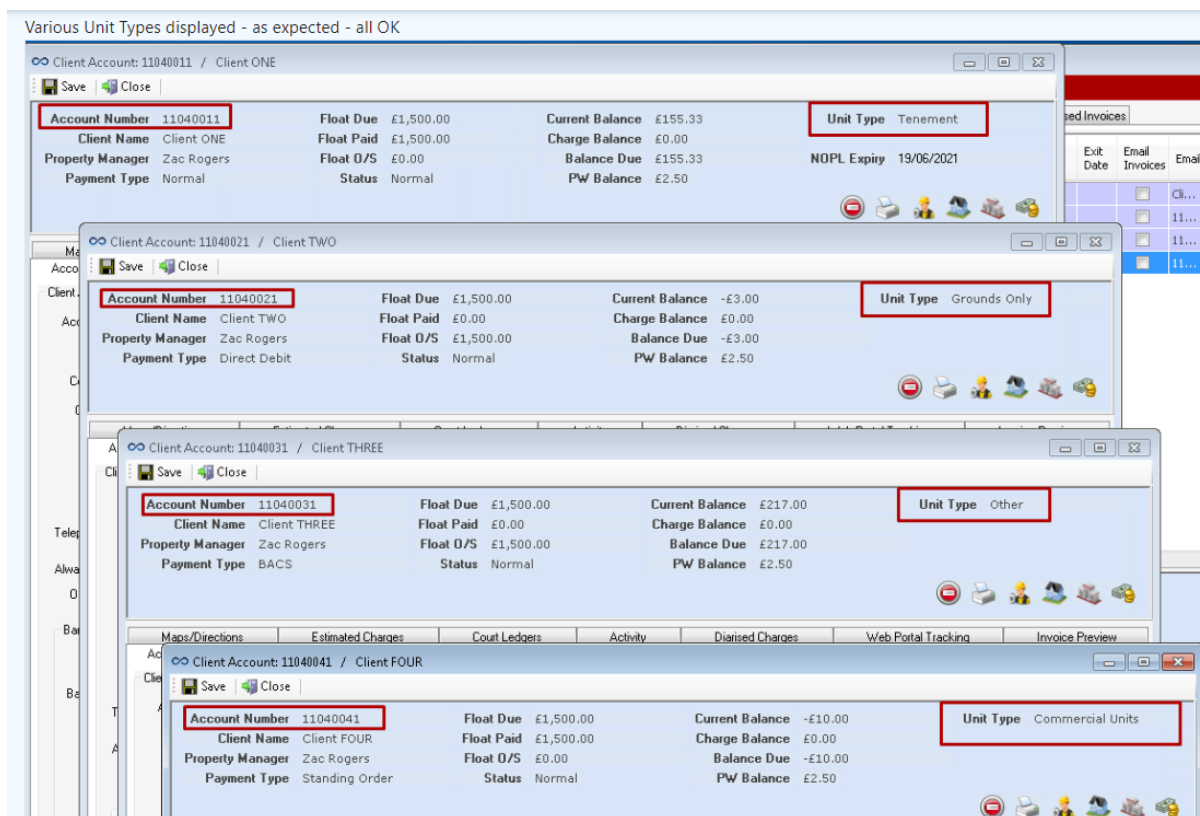 Various Unit Types displayed - as expected - all OK
Client Account: 11040011 / Client ONE
Save Close
Account Number 11040011 Float Due £1,500.00 Current Balance £155.33 Unit Type Tenement
Client Name Client ONE Float Paid £1,500.00 Charge Balance £0.00
Property Manager Zac Rogers Float O/S £0.00 Balance Due £155.33 NOPL Expiry 19/06/2021
Payment Type Normal Status Normal PW Balance £2.50
Invoices
Exit Date Email Invoices
11...
11...
11...
Client Account: 11040021 / Client TWO
Save Close
Account Number 11040021 Float Due £1,500.00 Current Balance -£3.00 Unit Type Grounds Only
Client Name Client TWO Float Paid £0.00 Charge Balance £0.00
Property Manager Zac Rogers Float O/S £1,500.00 Balance Due -£3.00
Payment Type Direct Debit Status Normal PW Balance £2.50
Client Account: 11040031 / Client THREE
Save Close
Account Number 11040031 Float Due £1,500.00 Current Balance £217.00 Unit Type Other
Client Name Client THREE Float Paid £0.00 Charge Balance £0.00
Property Manager Zac Rogers Float O/S £1,500.00 Balance Due £217.00
Payment Type BACS Status Normal PW Balance £2.50
Maps/Directions Estimated Charges Court Ledgers Activity Diarised Charges Web Portal Tracking Invoice Preview
Client Account: 11040041 / Client FOUR
Save Close
Account Number 11040041 Float Due £1,500.00 Current Balance -£10.00 Unit Type Commercial Units
Client Name Client FOUR Float Paid £1,500.00 Charge Balance £0.00
Property Manager Zac Rogers Float O/S £0.00 Balance Due -£10.00
Payment Type Standing Order Status Normal PW Balance £2.50